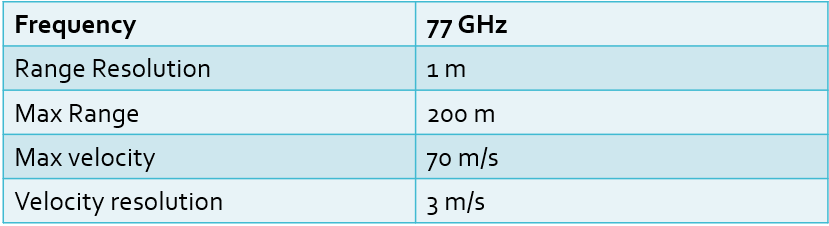 Frequency 77 GHz
Range Resolution 1 m
Max Range 200 m
Max velocity 70 m/s
Velocity resolution 3 m/s